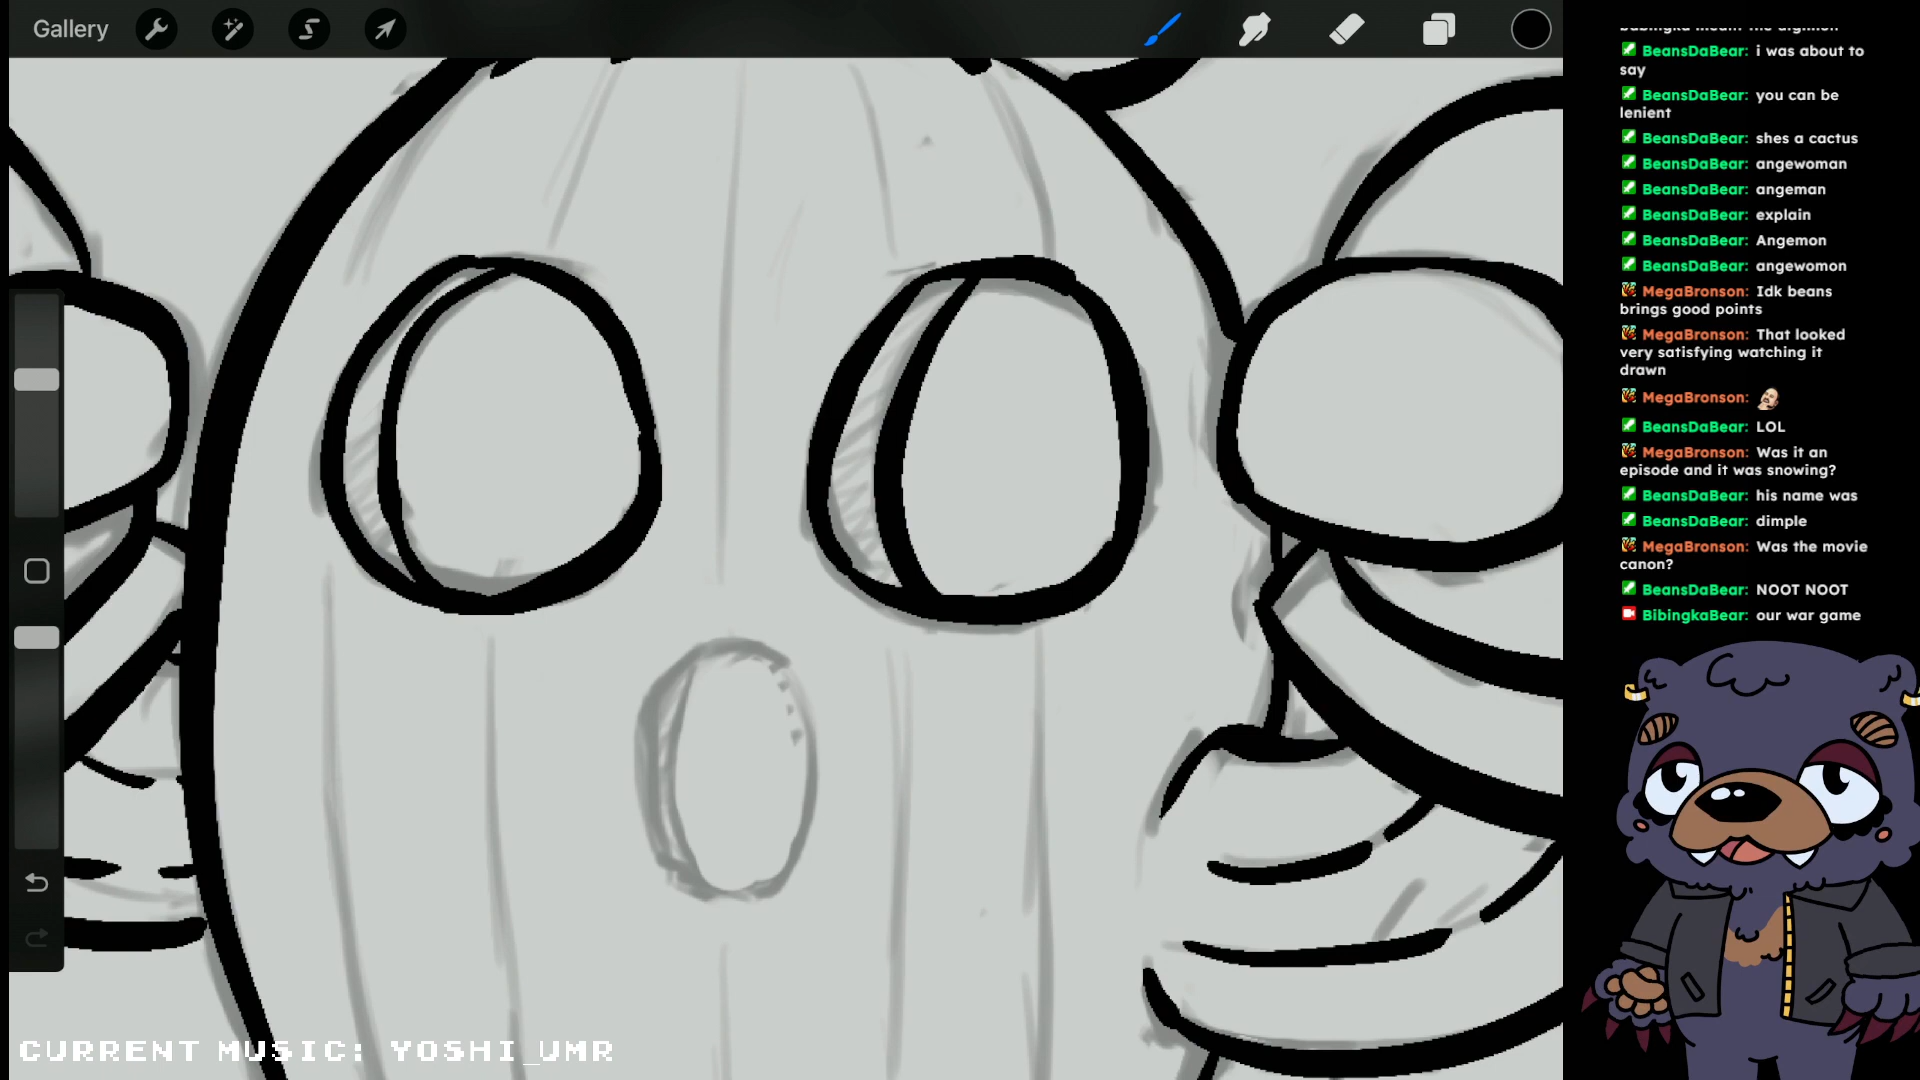 Gallery
BeansDaBear: i was about to
say
BeansDaBear: you can be
lenient
BeansDaBear: shes a cactus
BeansDaBear: angewoman
BeansDaBear: angeman
BeansDaBear: explain
BeansDaBear: Angemon
BeansDaBear: angewomon
MegaBronson: Idk beans
brings good points
MegaBronson: That looked
very satisfying watching it
drawn
MegaBronson:
BeansDaBear: LOL
MegaBronson: Was it an
episode and it was snowing?
BeansDaBear: his name was
BeansDaBear: dimple
MegaBronson: Was the movie
canon?
BeansDaBear: NOOT NOOT
BibingkaBear: our war game
CURRENT MUSIC: YOSHI_UMR